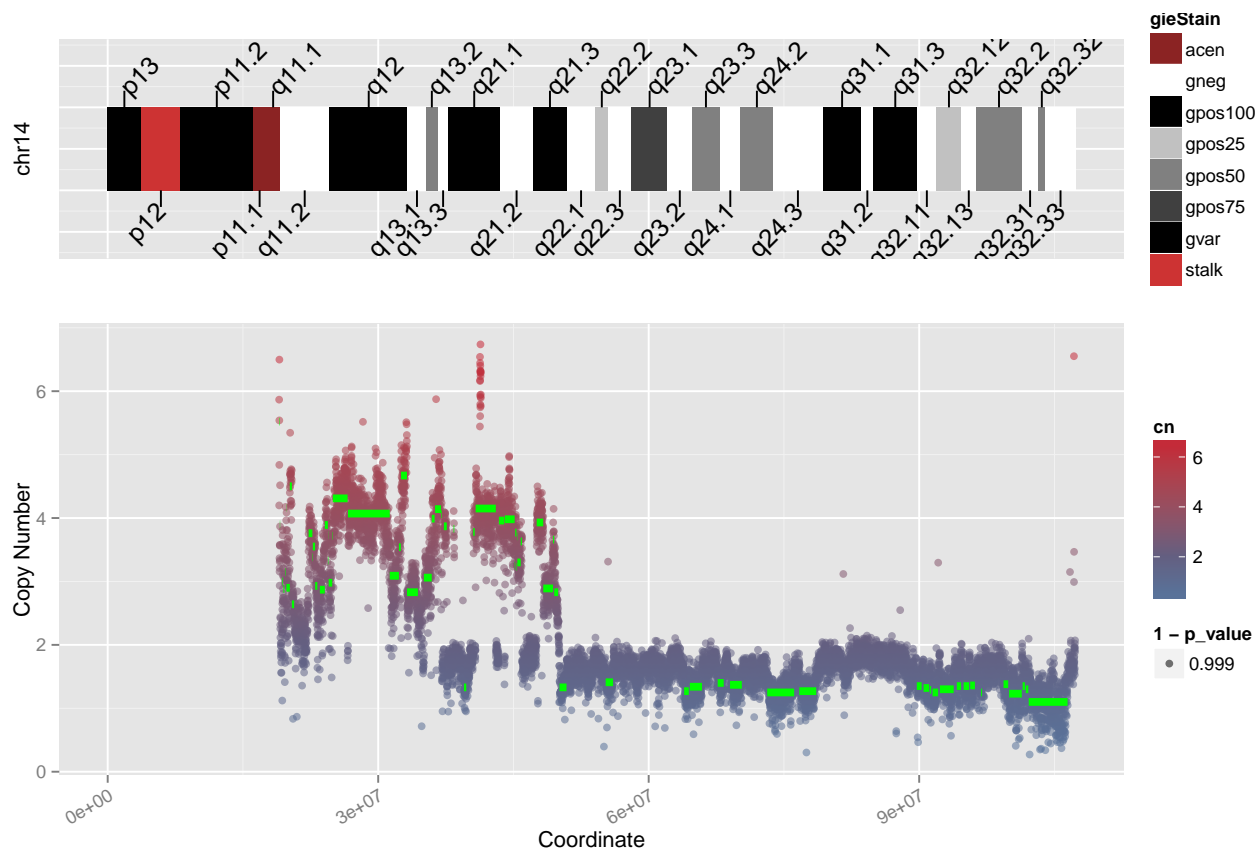 p13 p11.2 q11.1 q12 q13.2 q21.1 q21.3 q22.2 q23.1 q23.3 q24.2 q31.1 q31.3 q32.12 q32.2 q32.32
chr14
p12 p11.1 q11.2 q13.1 q13.3 q21.2 q22.1 q22.3 q23.2 q24.1 q24.3 q31.2 q32.11 q32.13 q32.31 q32.33
gieStain
acen
gneg
gpos100
gpos25
gpos50
gpos75
gvar
stalk
Copy Number
6
4
2
0
0e+00 3e+07 6e+07 9e+07
Coordinate
cn
6
4
2
1 − p_value
0.999